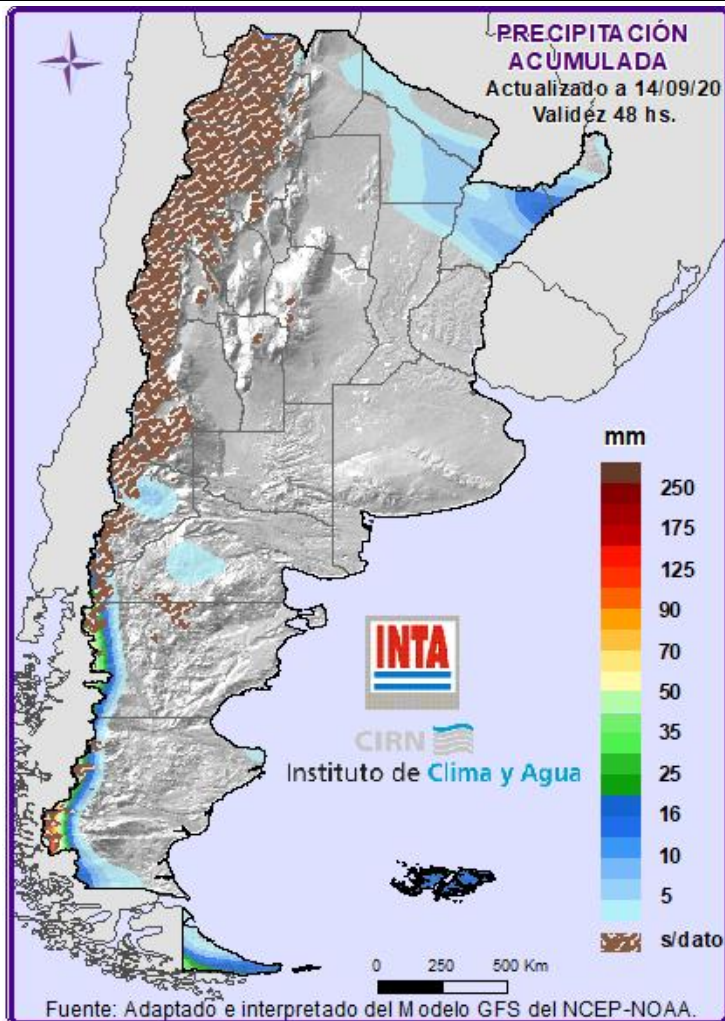 PRECIPITACIÓN
ACUMULADA
Actualizado a 14/09/20
Validez 48 hs.
mm
250
175
125
90
70
50
35
25
16
10
5
s/dato
INTA
CIRN
Instituto de Clima y Agua
0 250 500 Km
Fuente: Adaptado e interpretado del Modelo GFS del NCEP-NOAA.